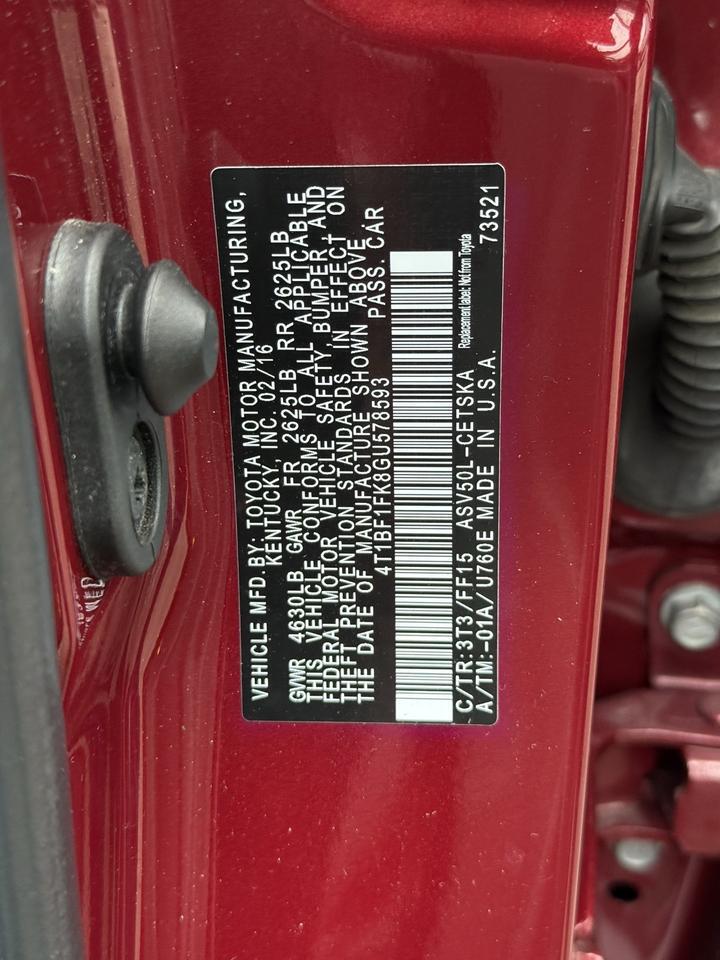 VEHICLE MFD. BY: TOYOTA MOTOR MANUFACTURING,
KENTUCKY, INC. 02/16
GVWR 4630LB GAWR FR 2625LB RR 2625LB
THIS VEHICLE CONFORMS TO ALL APPLICABLE
FEDERAL MOTOR VEHICLE SAFETY, BUMPER, AND
THEFT PREVENTION STANDARDS IN EFFECT ON
THE DATE OF MANUFACTURE SHOWN ABOVE.
4T1BF1FK8GU578593 PASS. CAR
Replacement label: Not from Toyota
C/TR:3T3/FF15 ASV50L-CETSKA
A/TM:-01A/U760E MADE IN U.S.A. 73521